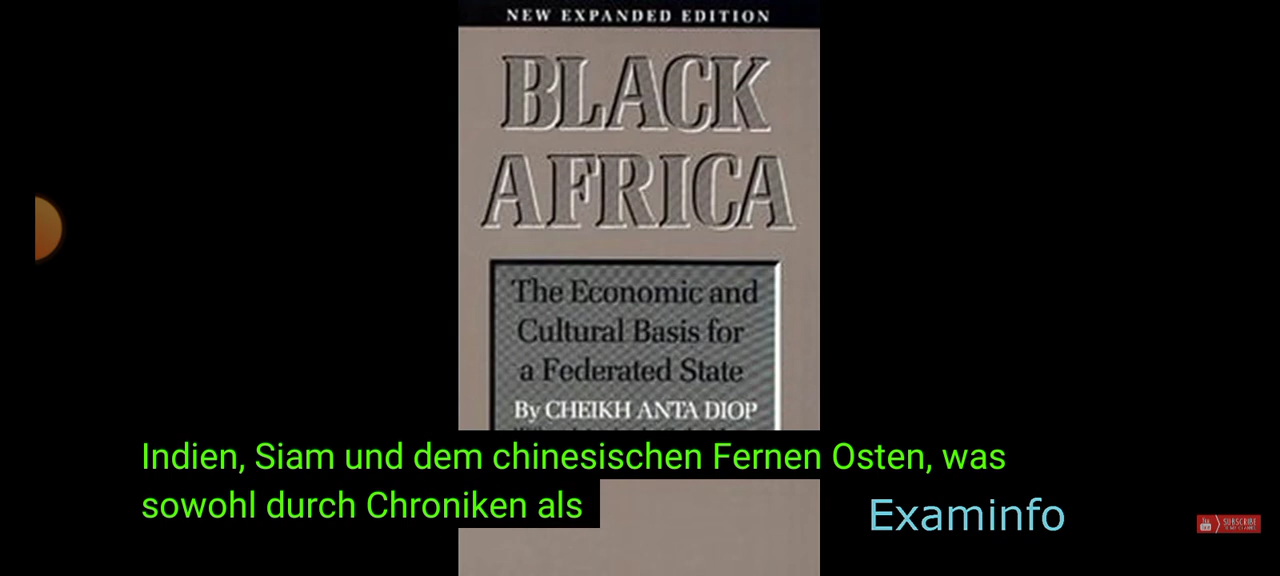 NEW EXPANDED EDITION
BLACK
AFRICA
The Economic and
Cultural Basis for
a Federated State
By CHEIKH ANTA DIOP
Indien, Siam und dem chinesischen Fernen Osten, was
sowohl durch Chroniken als
Examinfo
SUBSCRIBE